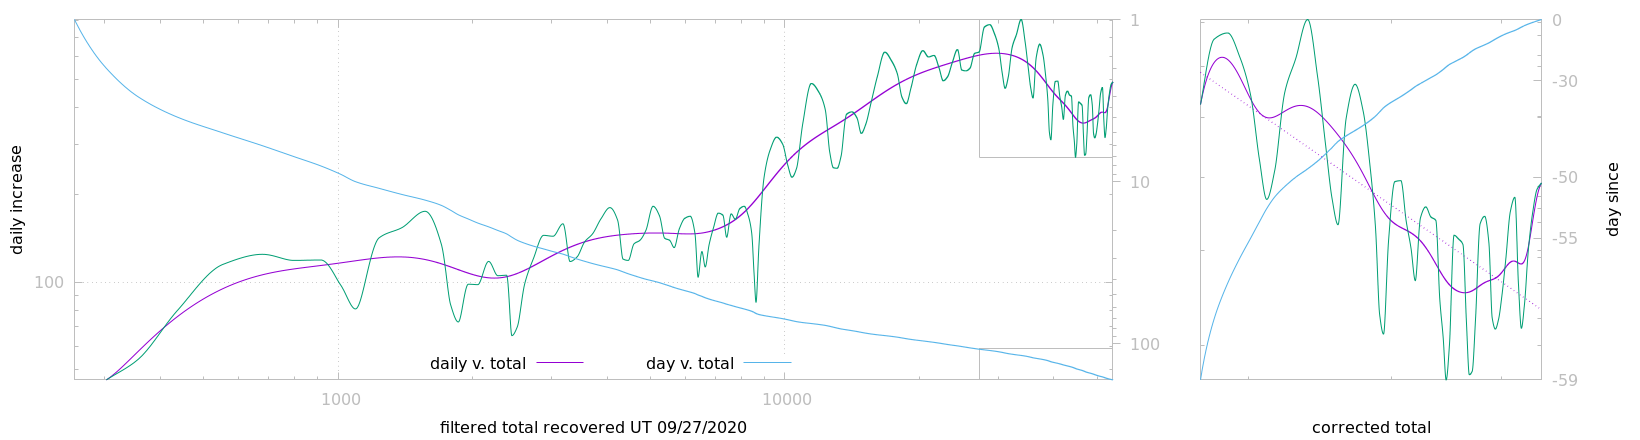 daily increase
100
1000
10000
1
10
100
daily v. total
day v. total
filtered total recovered UT 09/27/2020
0
-30
-50
-55
-59
day since
corrected total